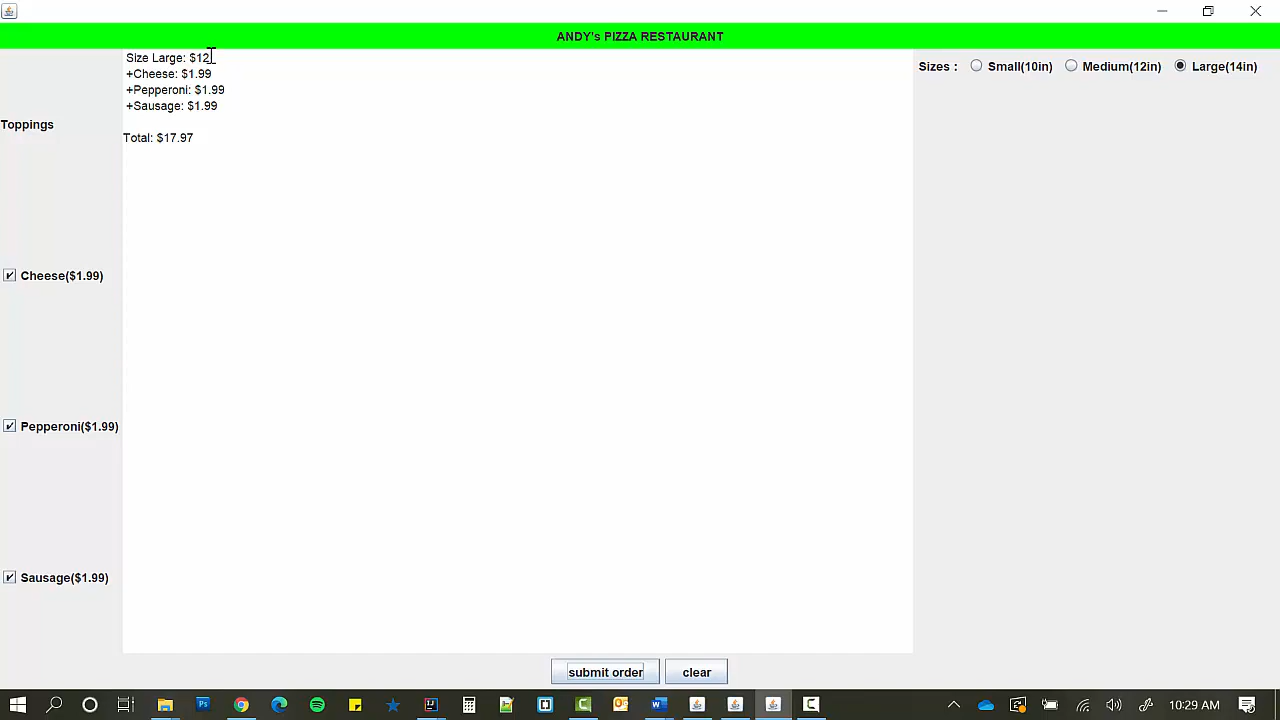 ANDY's PIZZA RESTAURANT
Size Large: $12
+Cheese: $1.99
+Pepperoni: $1.99
+Sausage: $1.99
Total: $17.97
Sizes :
Small(10in)
Medium(12in)
Large(14in)
Toppings
Cheese($1.99)
Pepperoni($1.99)
Sausage($1.99)
submit order
clear
10:29 AM